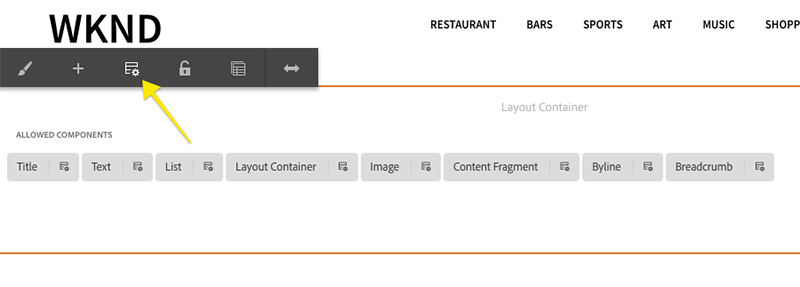 WKND
RESTAURANT BARS SPORTS ART MUSIC SHOPP
Layout Container
ALLOWED COMPONENTS
Title Text List Layout Container Image Content Fragment Byline Breadcrumb